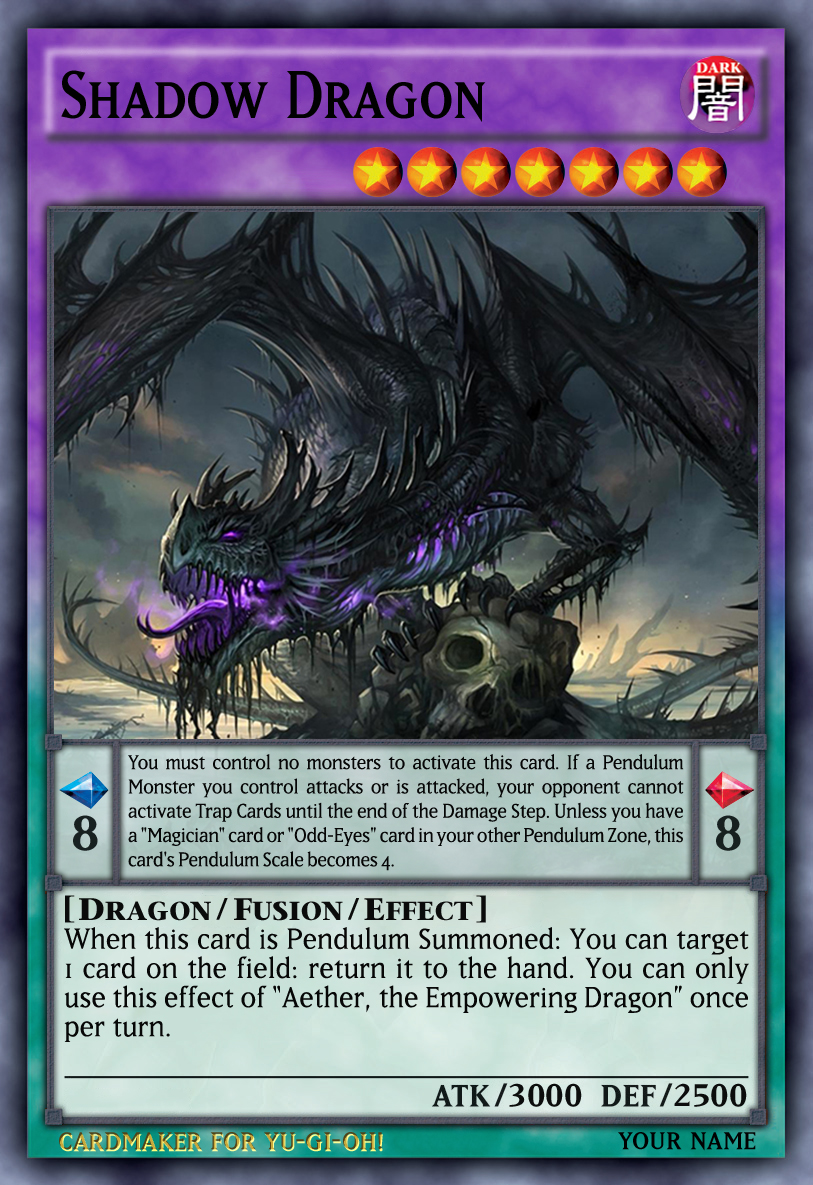 Shadow Dragon
DARK
闇
You must control no monsters to activate this card. If a Pendulum
Monster you control attacks or is attacked, your opponent cannot
activate Trap Cards until the end of the Damage Step. Unless you have
a "Magician" card or "Odd-Eyes" card in your other Pendulum Zone, this
card's Pendulum Scale becomes 4.
8
8
[Dragon/Fusion/Effect]
When this card is Pendulum Summoned: You can target
1 card on the field: return it to the hand. You can only
use this effect of "Aether, the Empowering Dragon" once
per turn.
ATK/3000 DEF/2500
CARDMAKER FOR YU-GI-OH!
YOUR NAME